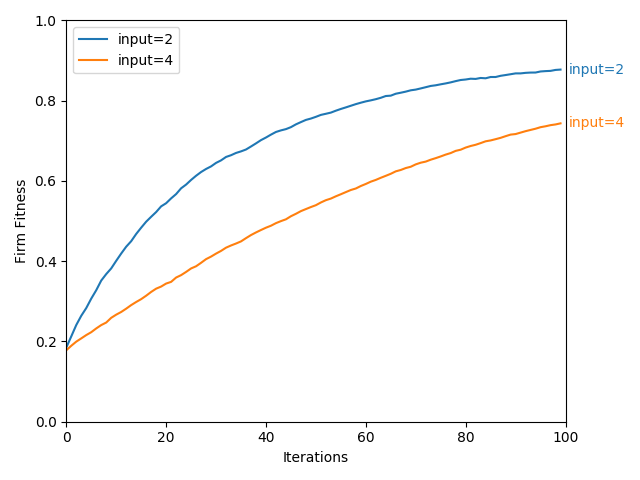 1.0
0.8
0.6
0.4
0.2
0.0
Firm Fitness
input=2
input=4
input=2
input=4
0 20 40 60 80 100
Iterations